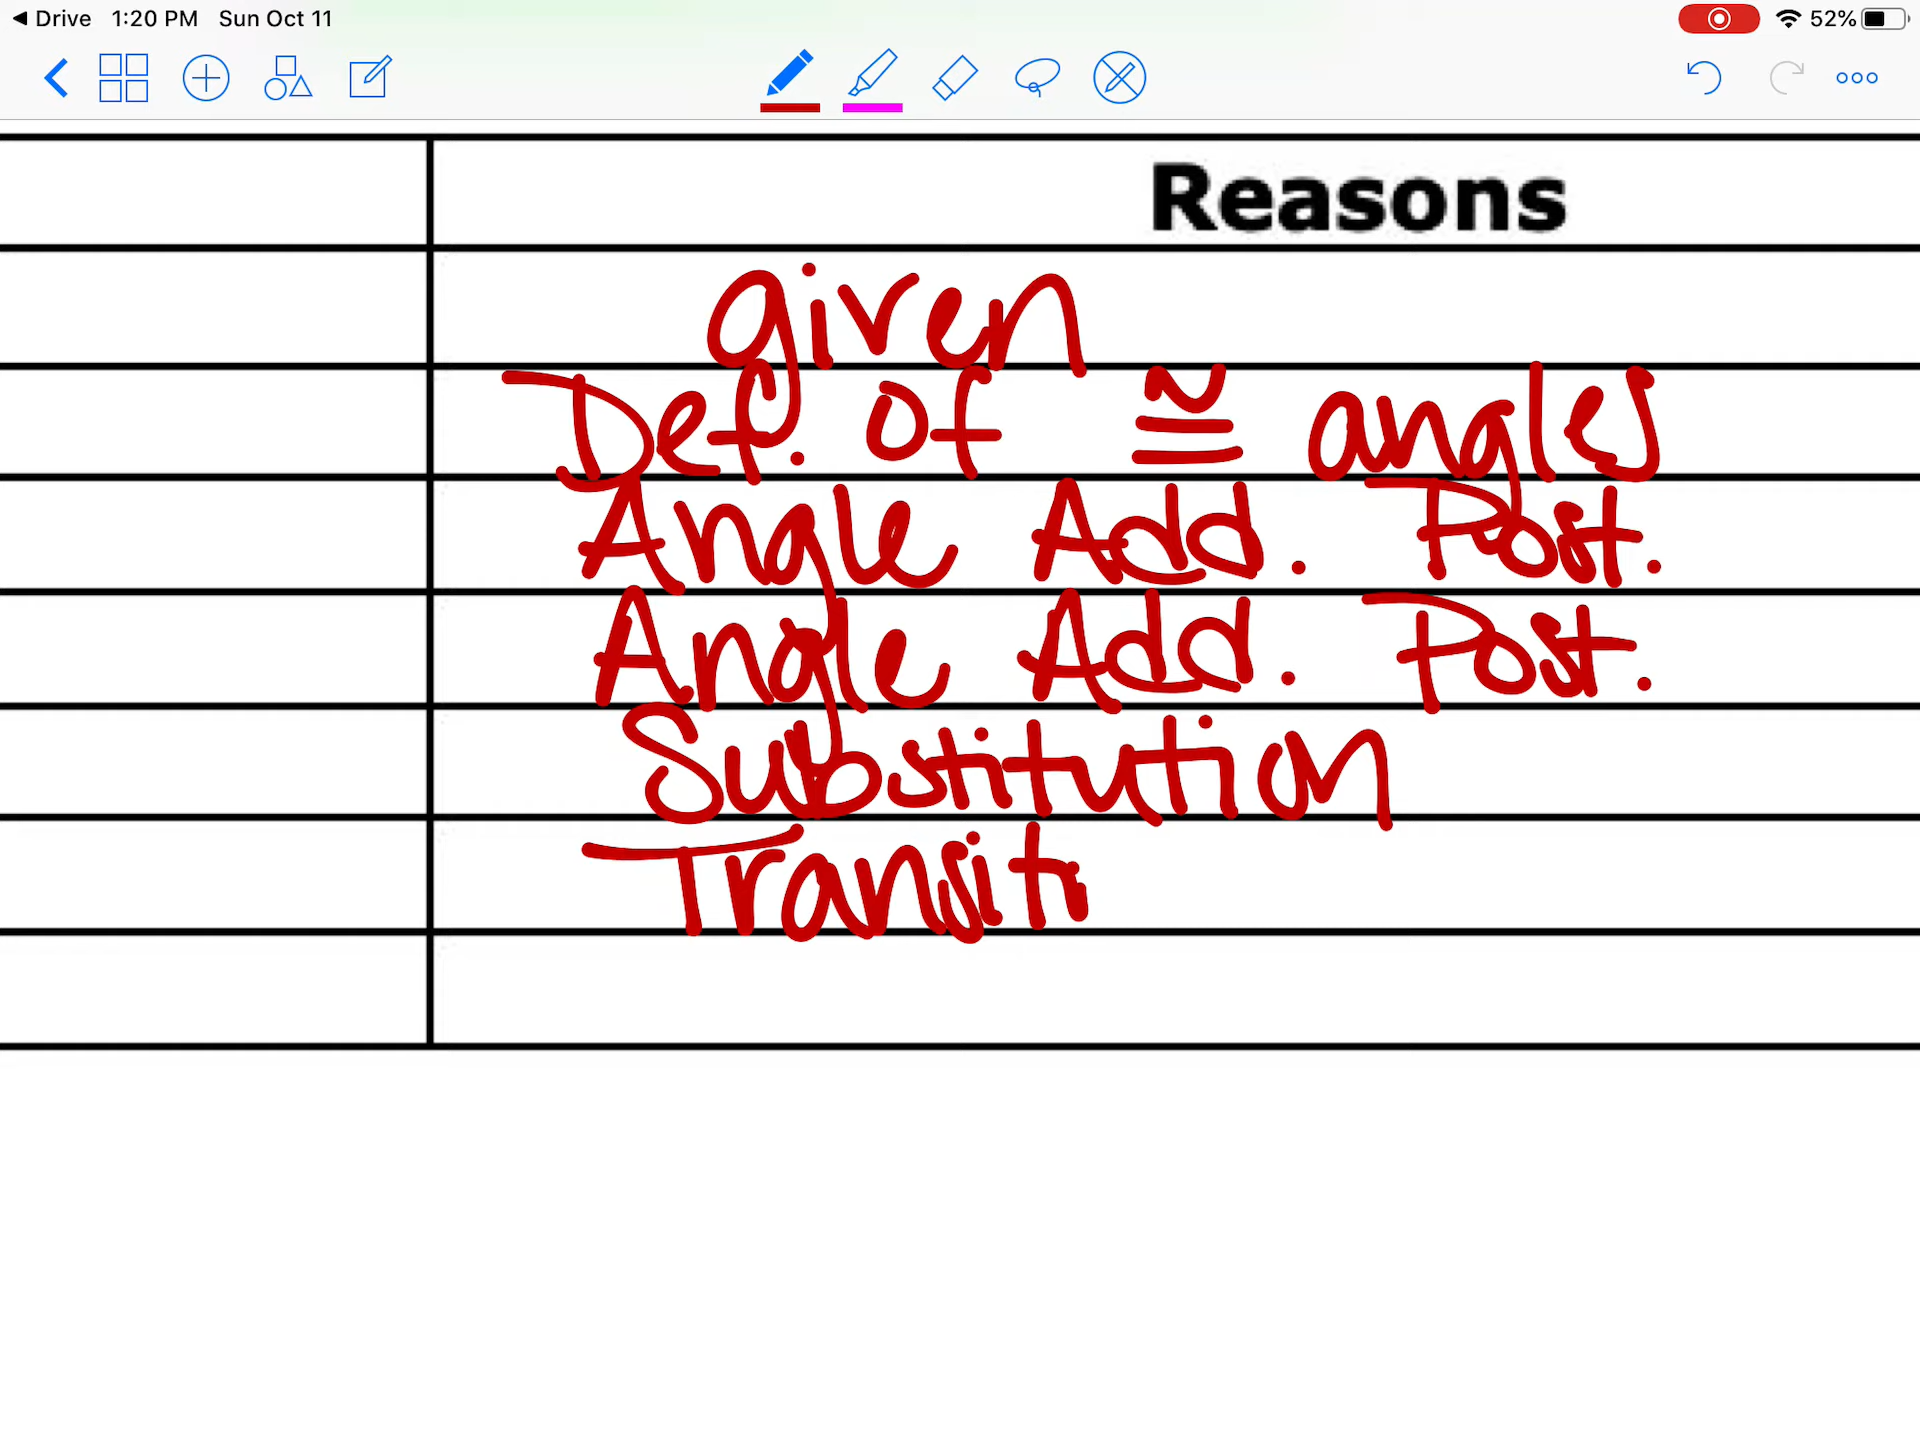 ◀ Drive 1:20 PM Sun Oct 11 52%
Reasons
given
Def. of ≅ angles
Angle Add. Post.
Angle Add. Post.
Substitution
Transiti